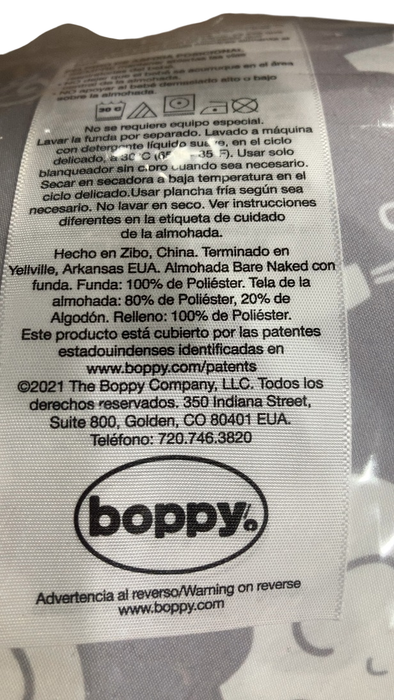 30 C
No se requiere equipo especial.
Lavar la funda por separado. Lavado a máquina
con detergente líquido suave, en el ciclo
delicado, a 30°C F). Usar solo
blanqueador sin cloro cuando sea necesario.
Secar en secadora a baja temperatura en el
ciclo delicado.Usar plancha fría según sea
necesario. No lavar en seco. Ver instrucciones
diferentes en la etiqueta de cuidado
de la almohada.
Hecho en Zibo, China. Terminado en
Yellville, Arkansas EUA. Almohada Bare Naked con
funda. Funda: 100% de Poliéster. Tela de la
almohada: 80% de Poliéster, 20% de
Algodón. Relleno: 100% de Poliéster.
Este producto está cubierto por las patentes
estadouindenses identificadas en
www.boppy.com/patents
©2021 The Boppy Company, LLC. Todos los
derechos reservados. 350 Indiana Street,
Suite 800, Golden, CO 80401 EUA.
Teléfono: 720.746.3820
boppy
Advertencia al reverso/Warning on reverse
www.boppy.com